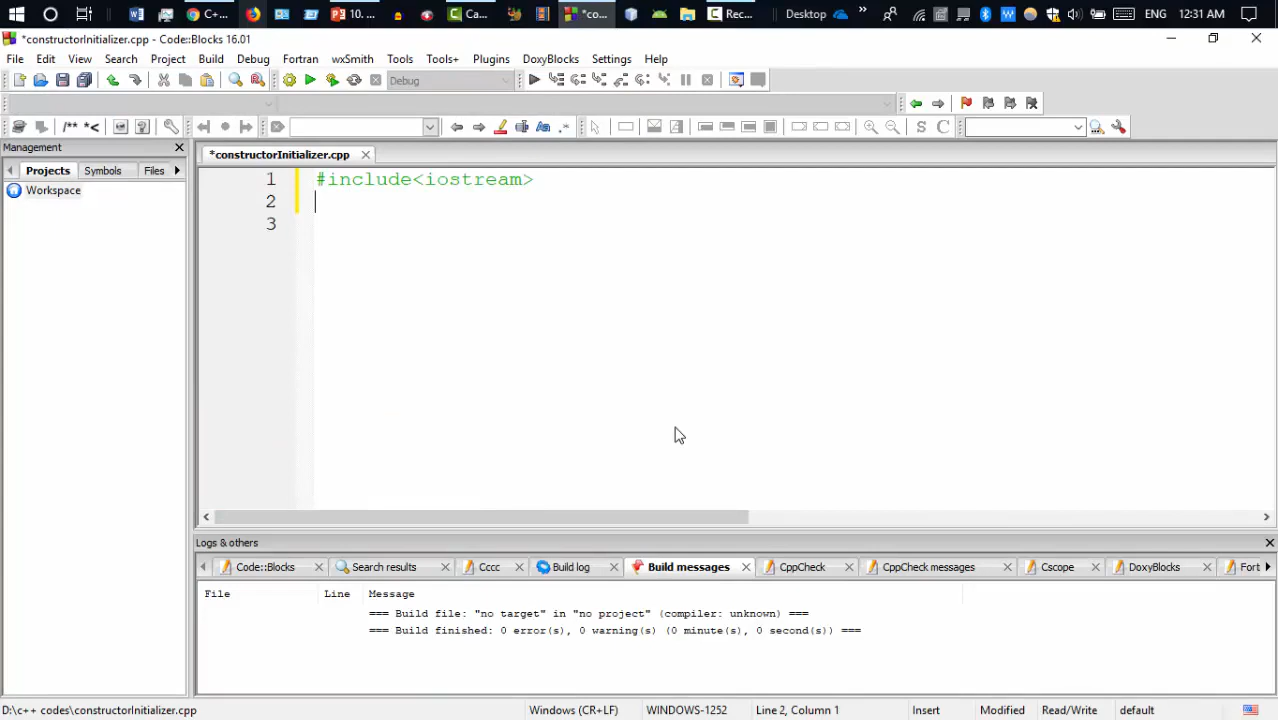 C+...
10. ...
Ca...
*co...
Rec...
Desktop
ENG
12:31 AM
*constructorInitializer.cpp - Code::Blocks 16.01
File Edit View Search Project Build Debug Fortran wxSmith Tools Tools+ Plugins DoxyBlocks Settings Help
Debug
/** *<
S C
Management
Projects Symbols Files
Workspace
*constructorInitializer.cpp
1 #include<iostream>
2
3
Logs & others
Code::Blocks Search results Cccc Build log Build messages CppCheck CppCheck messages Cscope DoxyBlocks Fort
File Line Message
=== Build file: "no target" in "no project" (compiler: unknown) ===
=== Build finished: 0 error(s), 0 warning(s) (0 minute(s), 0 second(s)) ===
D:\c++ codes\constructorInitializer.cpp Windows (CR+LF) WINDOWS-1252 Line 2, Column 1 Insert Modified Read/Write default